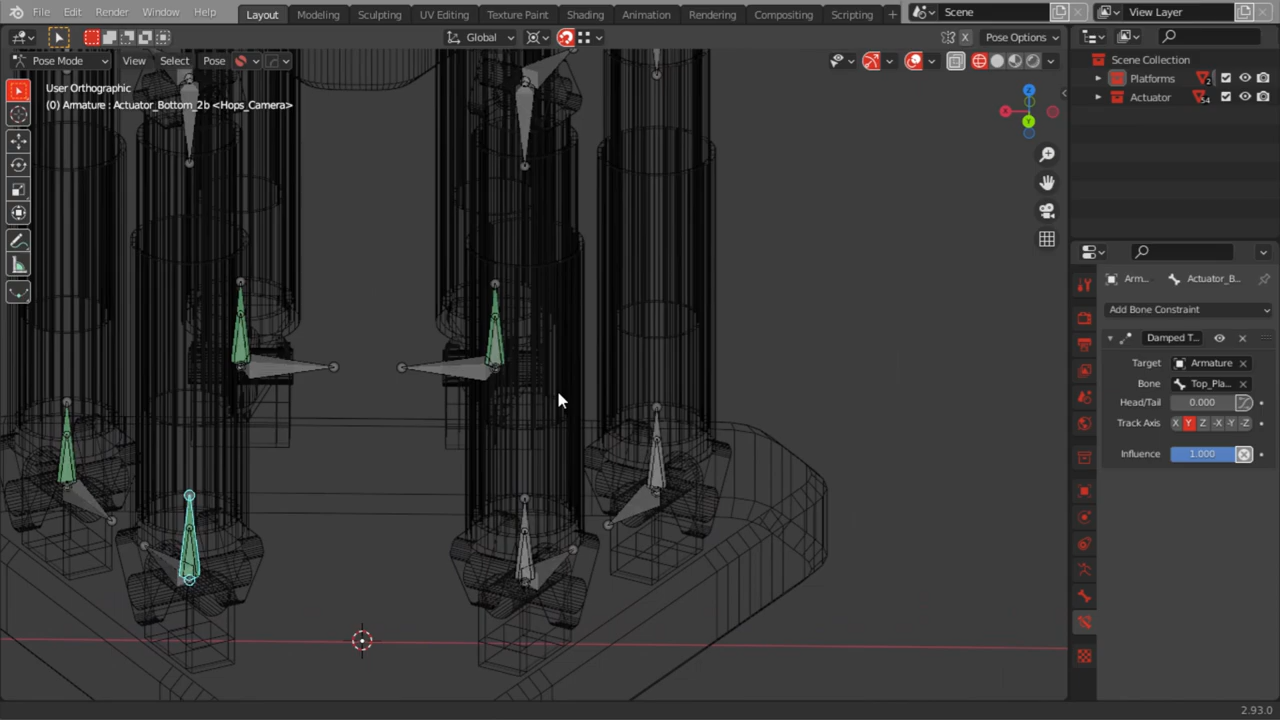 File Edit Render Window Help Layout Modeling Sculpting UV Editing Texture Paint Shading Animation Rendering Compositing Scripting + Scene View Layer
Global Pose Options
Pose Mode View Select Pose
User Orthographic
(0) Armature : Actuator_Bottom_2b <Hops_Camera>
Z
X
Y
Scene Collection
Platforms 2
Actuator 54
Arm... Actuator_B...
Add Bone Constraint
Damped T...
Target Armature
Bone Top_Pla...
Head/Tail 0.000
Track Axis X Y Z -X -Y -Z
Influence 1.000
2.93.0